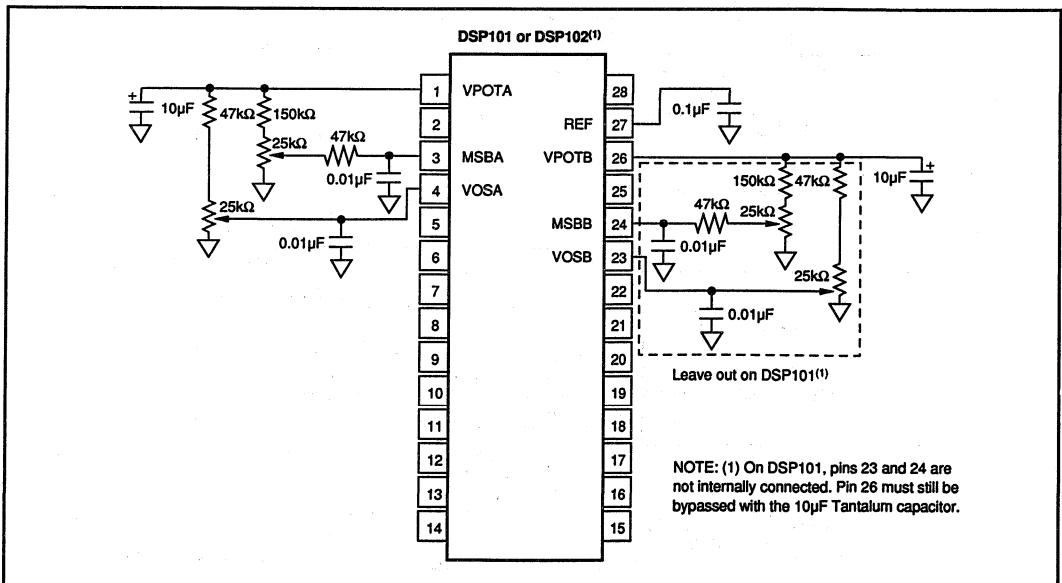 DSP101 or DSP102(1)
1 VPOTA
2
3 MSBA
4 VOSA
5
6
7
8
9
10
11
12
13
14
28
REF 27
VPOTB 26
25
MSBB 24
VOSB 23
22
21
20
19
18
17
16
15
+
10µF
47kΩ
150kΩ
25kΩ
47kΩ
0.01µF
25kΩ
0.01µF
0.1µF
+
10µF
150kΩ
47kΩ
47kΩ
25kΩ
0.01µF
25kΩ
0.01µF
Leave out on DSP101(1)
NOTE: (1) On DSP101, pins 23 and 24 are
not internally connected. Pin 26 must still be
bypassed with the 10µF Tantalum capacitor.